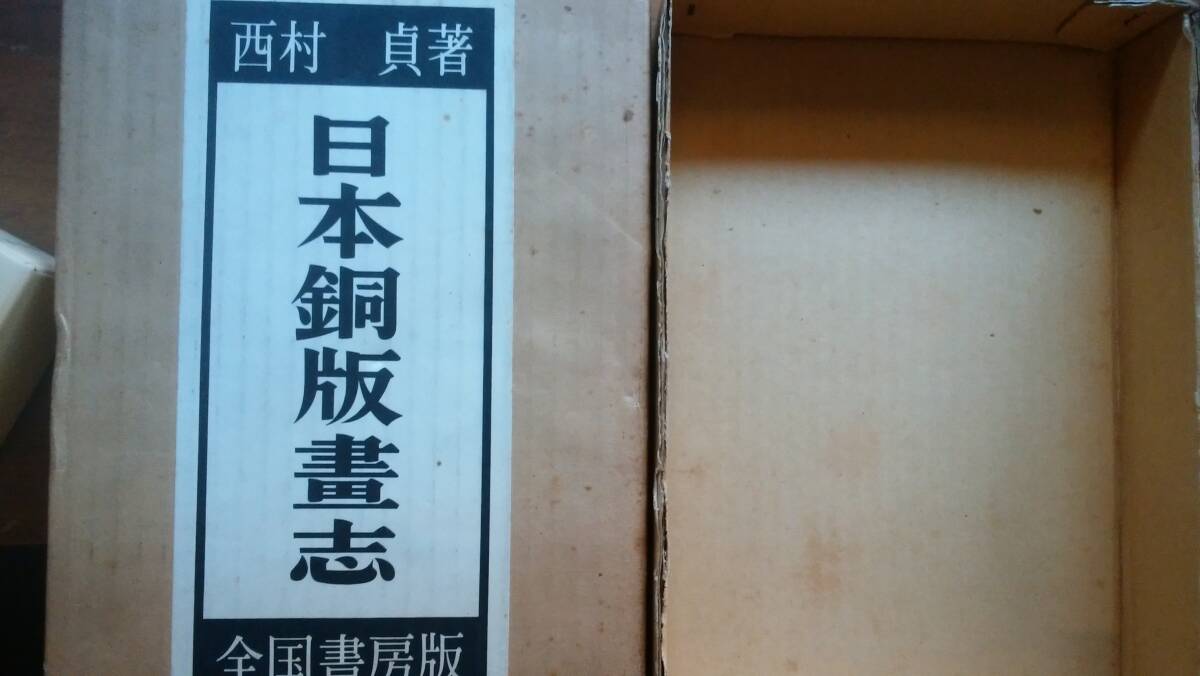 西村 貞著
日本銅版畫志
全国書房版